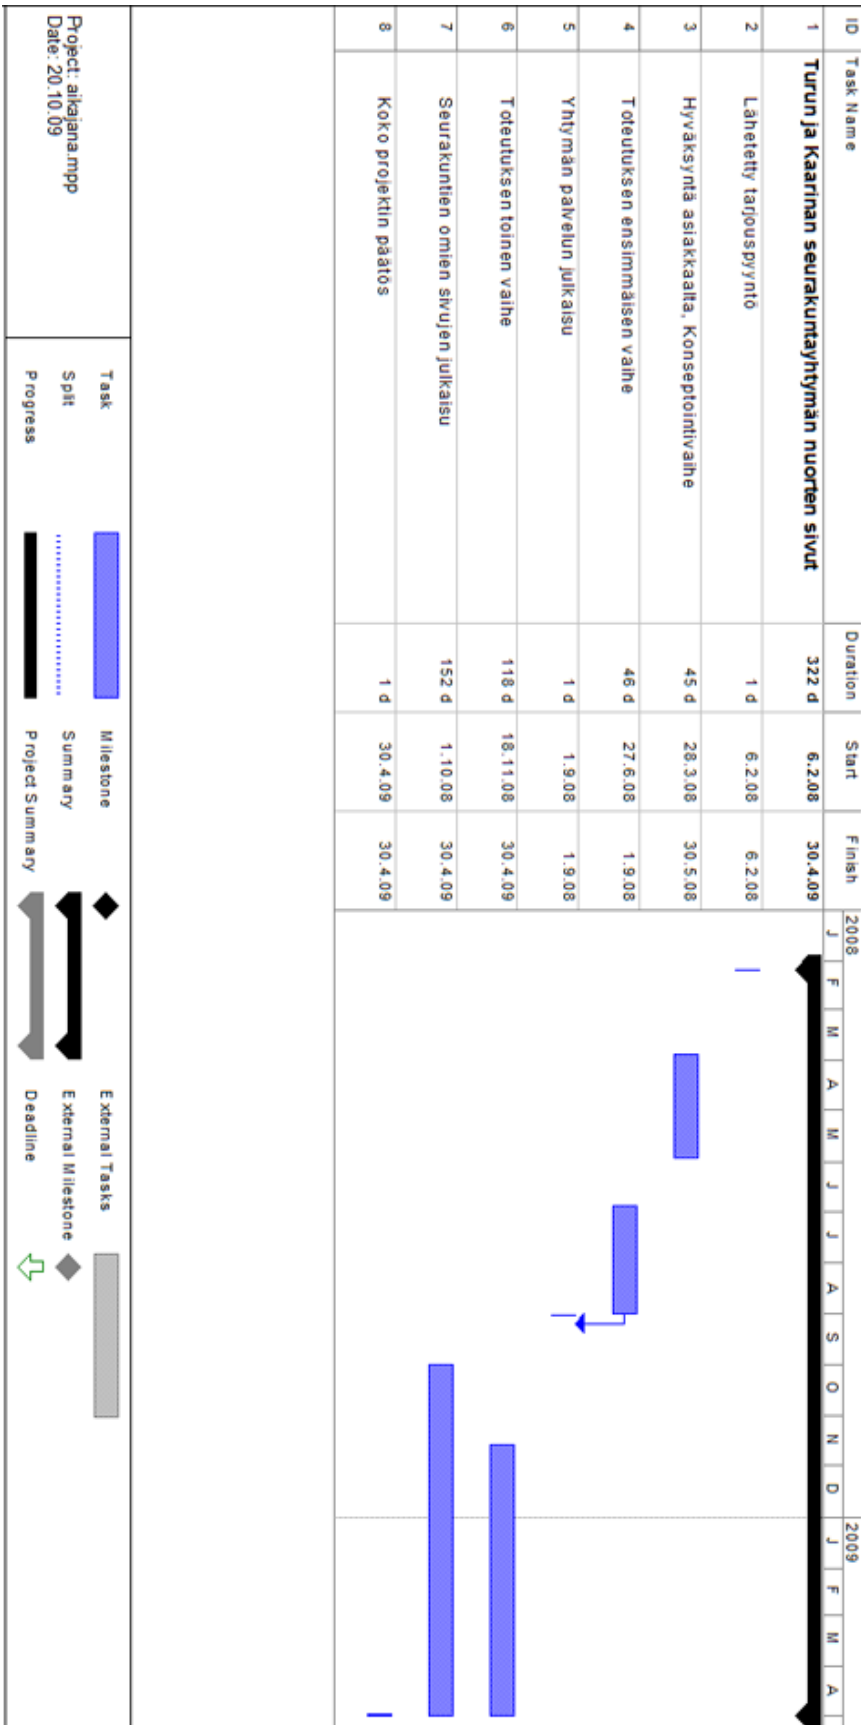 ID Task Name Duration Start Finish 2008 2009
J F M A M J J A S O N D J F M A
1 Turun ja Kaarinan seurakuntayhtymän nuorten sivut 322 d 6.2.08 30.4.09
2 Lähetetty tarjouspyyntö 1 d 6.2.08 6.2.08
3 Hyväksyntä asiakkaalta, Konseptointivaihe 45 d 28.3.08 30.5.08
4 Toteutuksen ensimmäisen vaihe 46 d 27.6.08 1.9.08
5 Yhtymän palvelun julkaisu 1 d 1.9.08 1.9.08
6 Toteutuksen toinen vaihe 118 d 18.11.08 30.4.09
7 Seurakuntien omien sivujen julkaisu 152 d 1.10.08 30.4.09
8 Koko projektin päätös 1 d 30.4.09 30.4.09
Project: aikajana.mpp
Date: 20.10.09
Task Milestone External Tasks
Split Summary External Milestone
Progress Project Summary Deadline